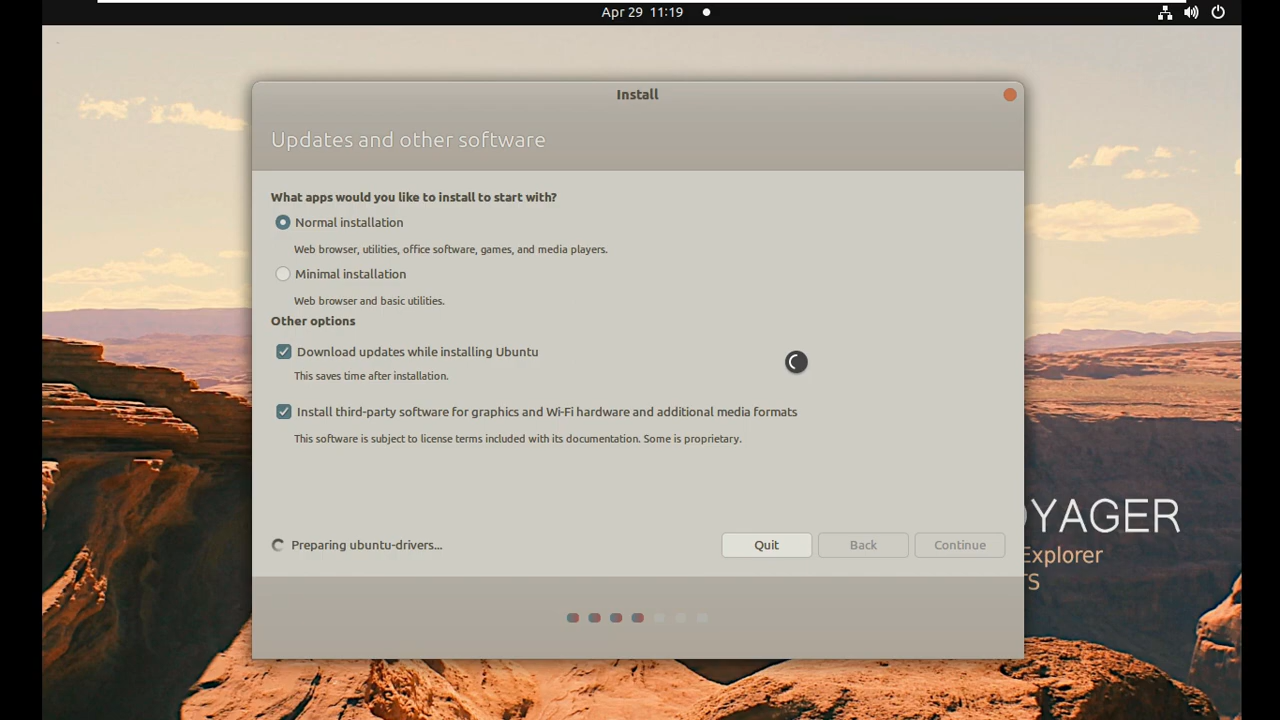 Apr 29 11:19
Install
Updates and other software
What apps would you like to install to start with?
Normal installation
Web browser, utilities, office software, games, and media players.
Minimal installation
Web browser and basic utilities.
Other options
Download updates while installing Ubuntu
This saves time after installation.
Install third-party software for graphics and Wi-Fi hardware and additional media formats
This software is subject to license terms included with its documentation. Some is proprietary.
Preparing ubuntu-drivers...
Quit
Back
Continue
OYAGER
Explorer
TS